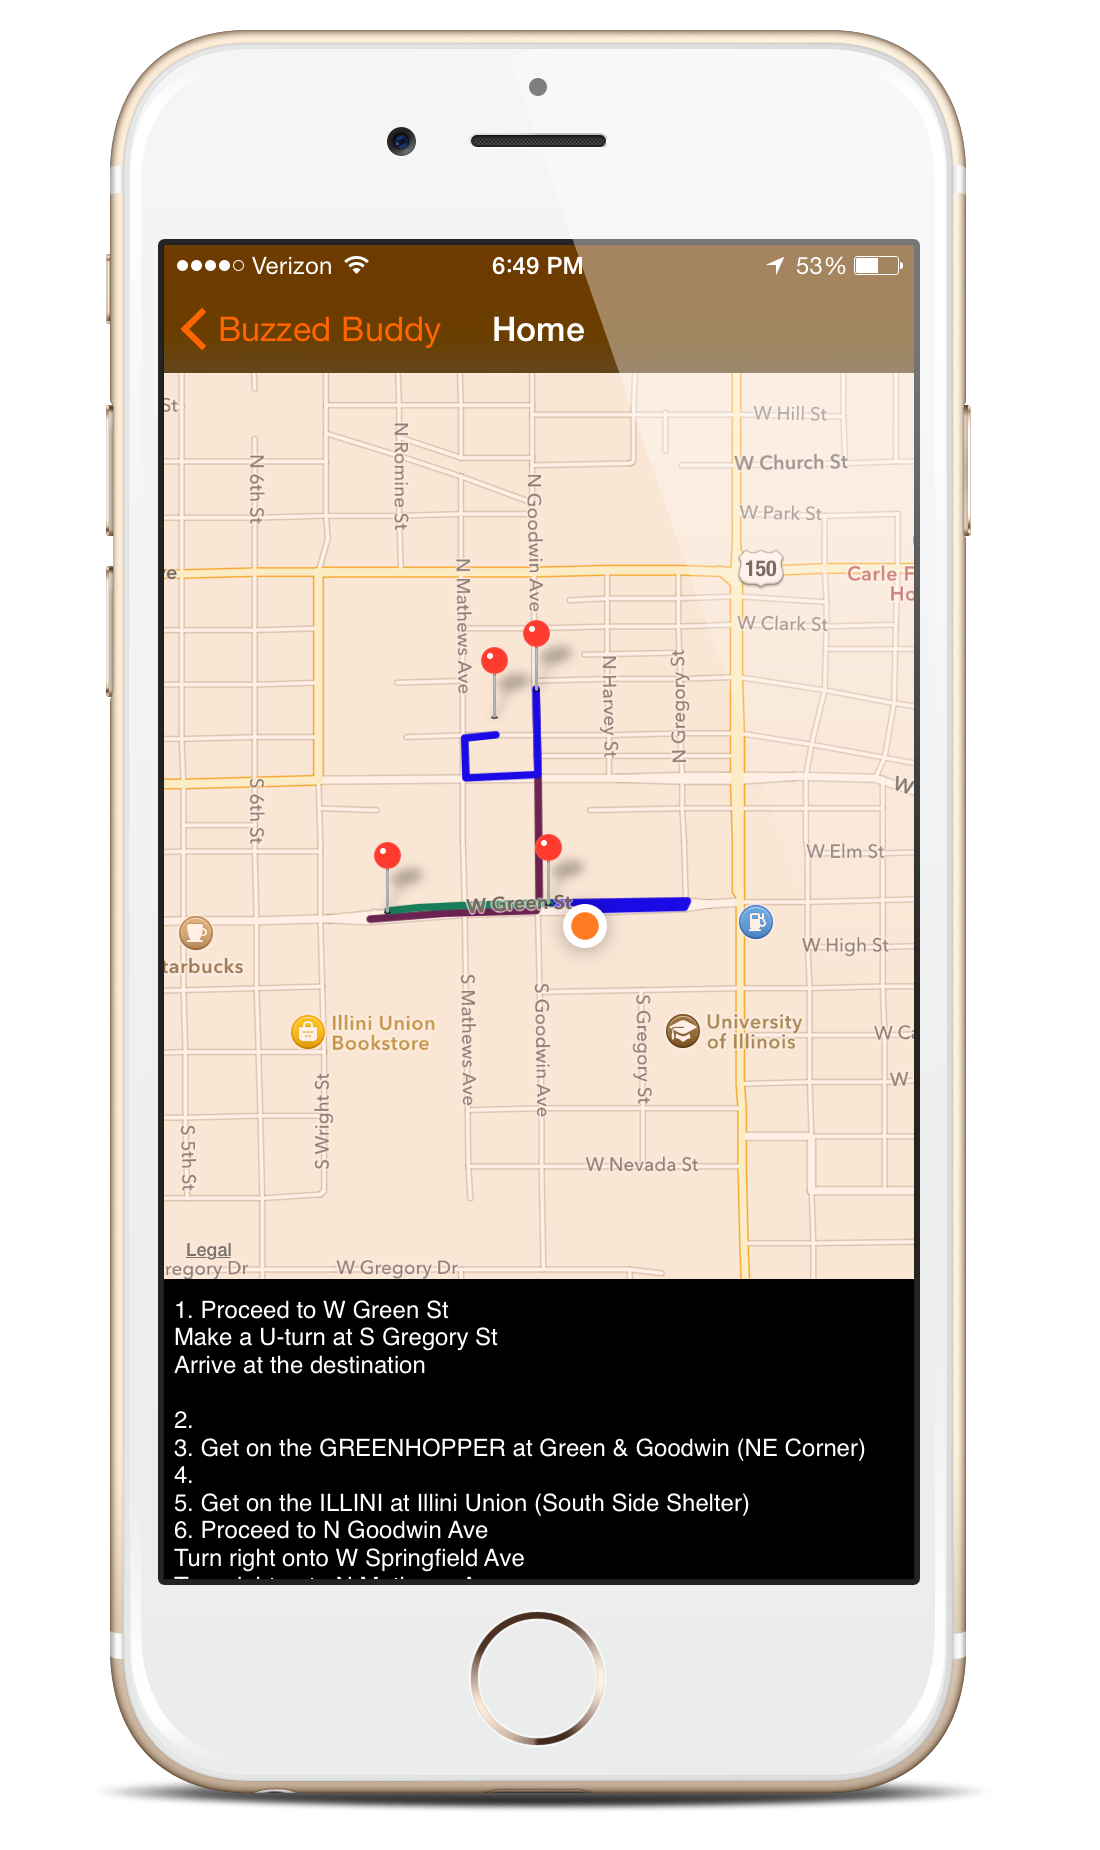 Verizon 6:49 PM 53%
Buzzed Buddy Home
St
W Hill St
N Romine St
W Church St
N 6th St
N Goodwin Ave
W Park St
150
Carle F
Ho
N Mathews Ave
W Clark St
N Harvey St
N Gregory St
S 6th St
W
W Elm St
W Green St
W High St
tarbucks
S Mathews Ave
S Goodwin Ave
S Gregory St
Illini Union
Bookstore
University
of Illinois
W Ca
W
S Wright St
S 5th St
W Nevada St
Legal
regory Dr
W Gregory Dr
1. Proceed to W Green St
Make a U-turn at S Gregory St
Arrive at the destination
2.
3. Get on the GREENHOPPER at Green & Goodwin (NE Corner)
4.
5. Get on the ILLINI at Illini Union (South Side Shelter)
6. Proceed to N Goodwin Ave
Turn right onto W Springfield Ave